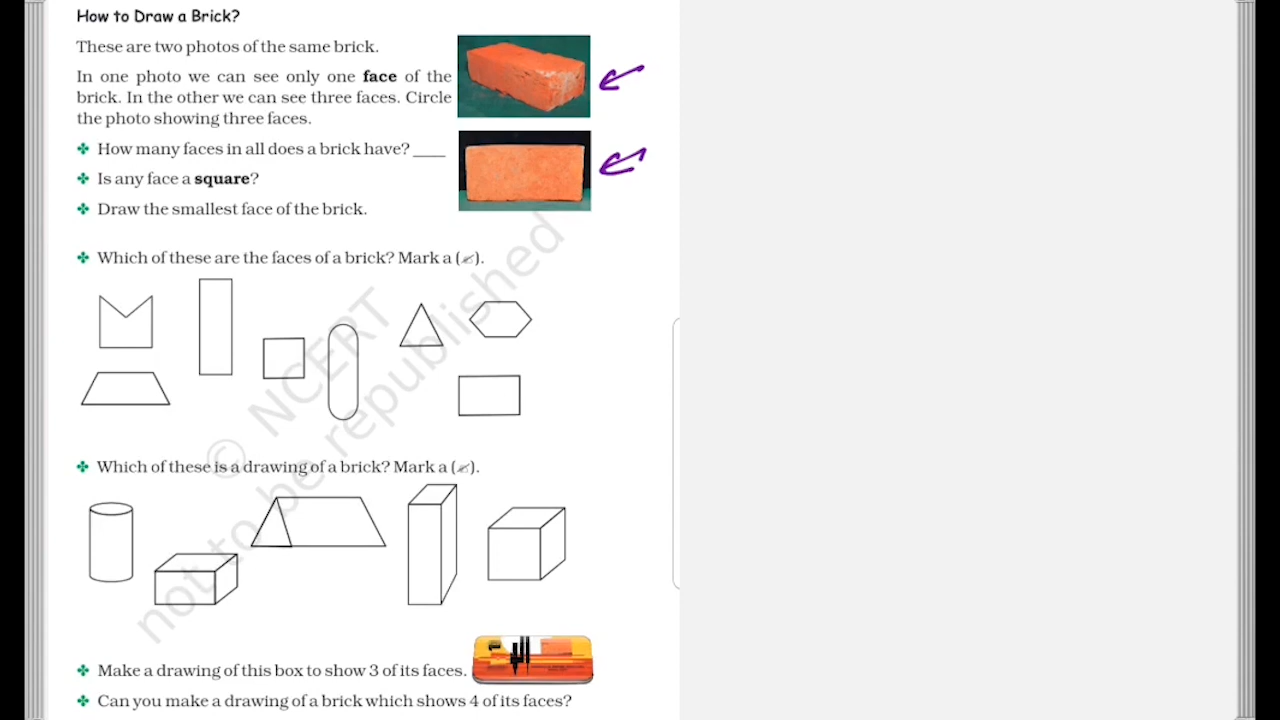 How to Draw a Brick?
These are two photos of the same brick.
In one photo we can see only one face of the
brick. In the other we can see three faces. Circle
the photo showing three faces.
❖ How many faces in all does a brick have? ____
❖ Is any face a square?
❖ Draw the smallest face of the brick.
❖ Which of these are the faces of a brick? Mark a (✍).
❖ Which of these is a drawing of a brick? Mark a (✍).
❖ Make a drawing of this box to show 3 of its faces.
❖ Can you make a drawing of a brick which shows 4 of its faces?
© NCERT
not to be republished